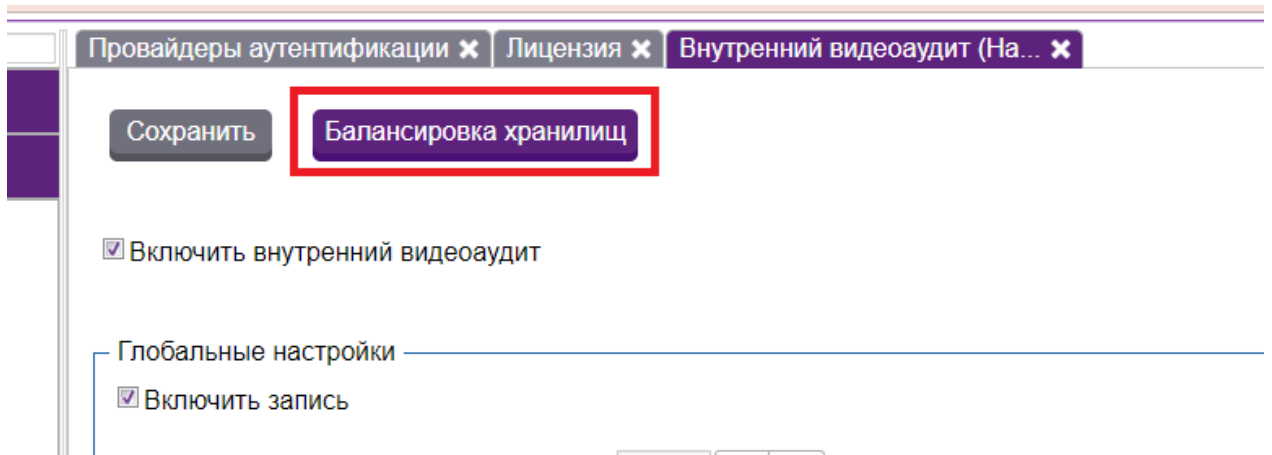 Провайдеры аутентификации Лицензия Внутренний видеоаудит (На...
Сохранить Балансировка хранилищ
Включить внутренний видеоаудит
Глобальные настройки
Включить запись